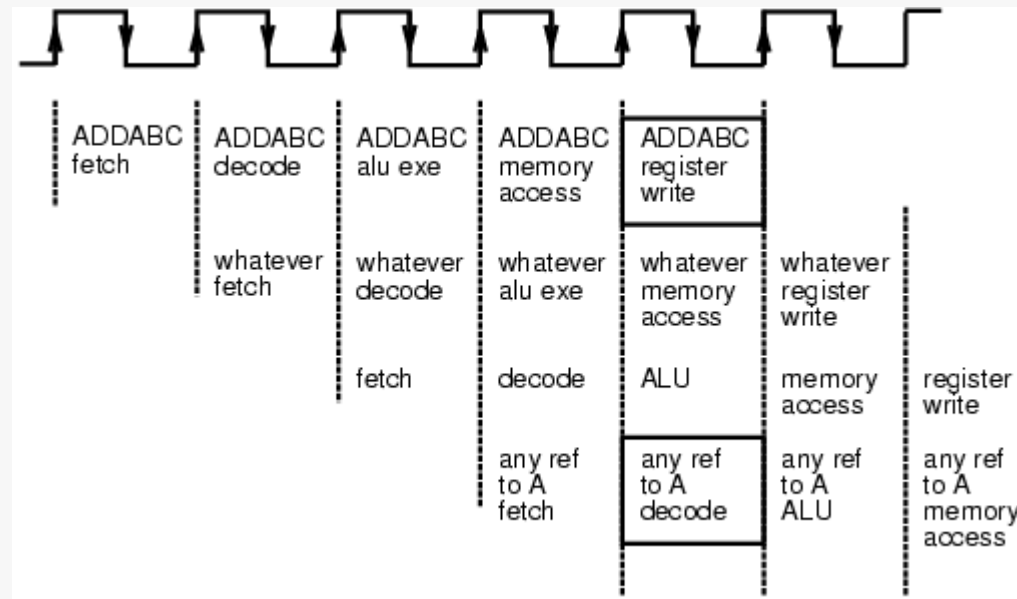 ADDABC
fetch
ADDABC
decode
ADDABC
alu exe
ADDABC
memory
access
ADDABC
register
write
whatever
fetch
whatever
decode
whatever
alu exe
whatever
memory
access
whatever
register
write
fetch
decode
ALU
memory
access
register
write
any ref
to A
fetch
any ref
to A
decode
any ref
to A
ALU
any ref
to A
memory
access